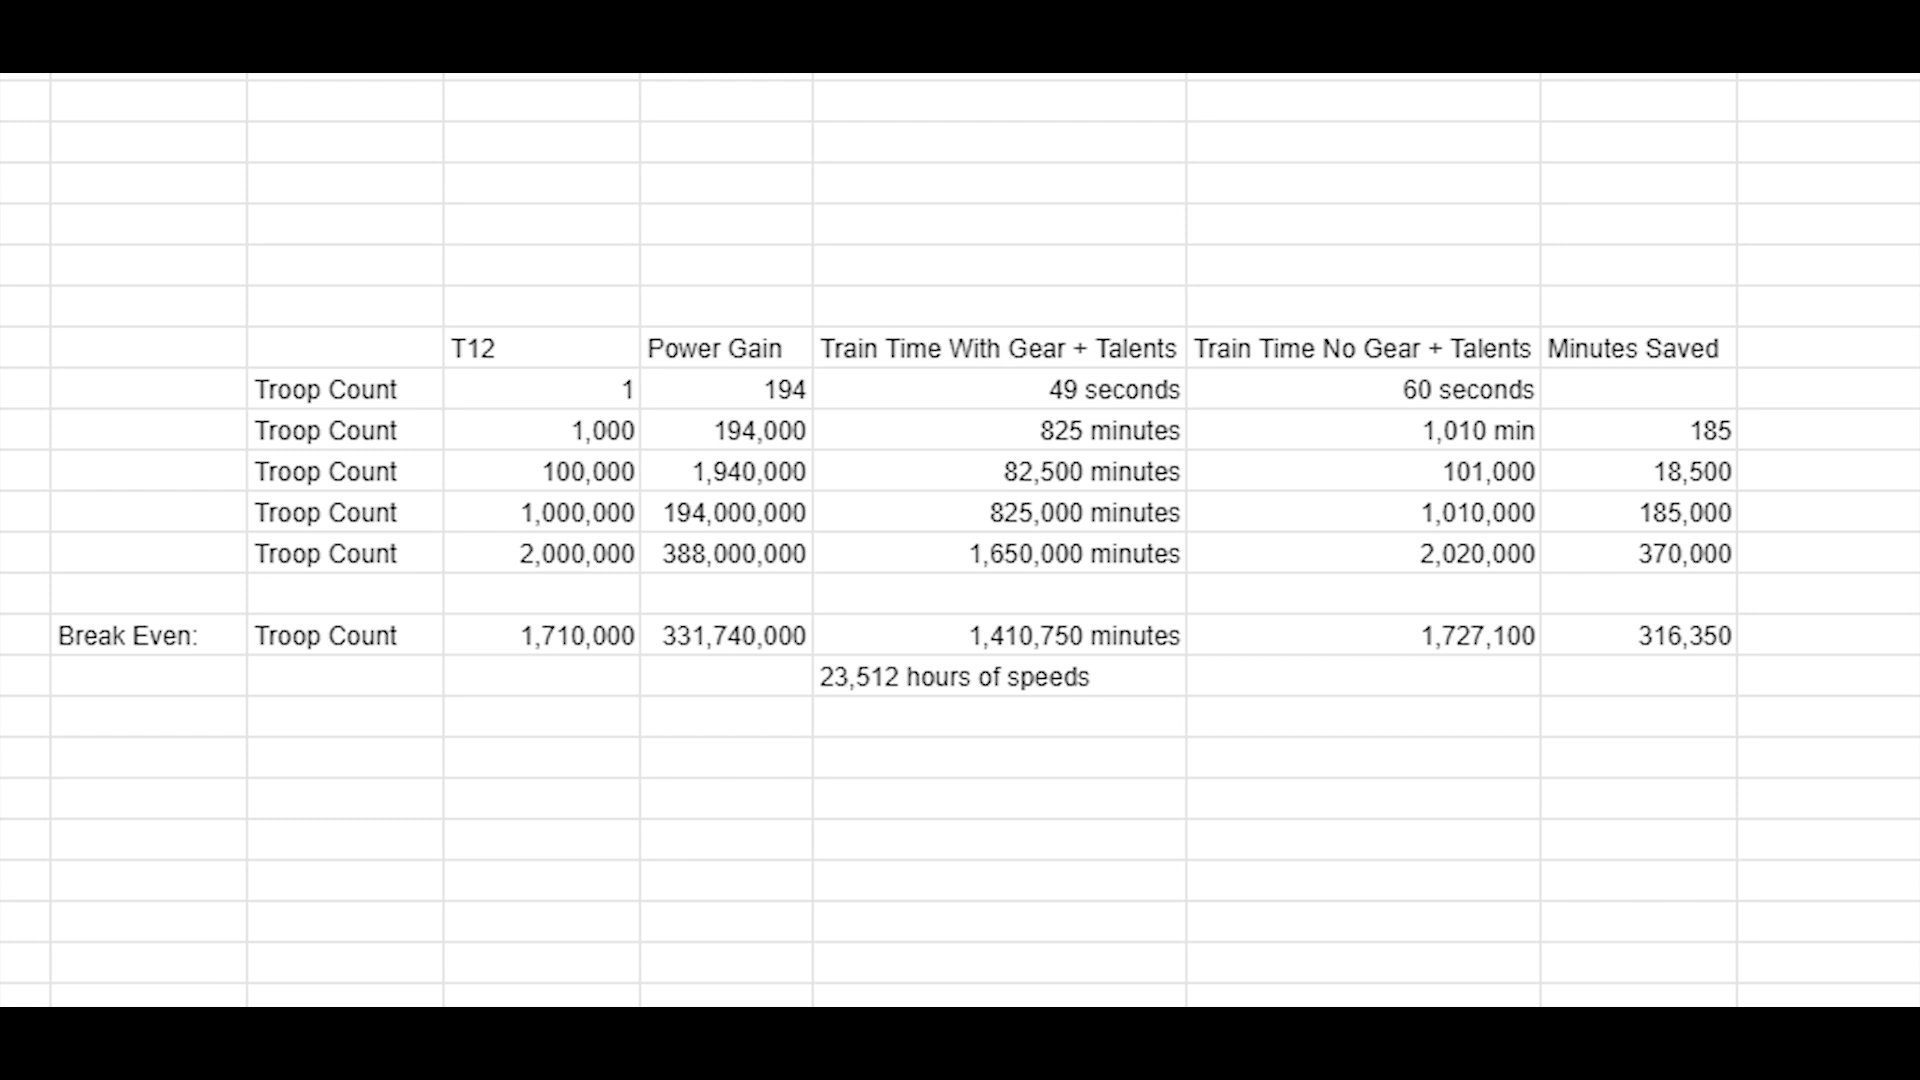 T12 Power Gain Train Time With Gear + Talents Train Time No Gear + Talents Minutes Saved
Troop Count 1 194 49 seconds 60 seconds
Troop Count 1,000 194,000 825 minutes 1,010 min 185
Troop Count 100,000 1,940,000 82,500 minutes 101,000 18,500
Troop Count 1,000,000 194,000,000 825,000 minutes 1,010,000 185,000
Troop Count 2,000,000 388,000,000 1,650,000 minutes 2,020,000 370,000
Break Even: Troop Count 1,710,000 331,740,000 1,410,750 minutes 1,727,100 316,350
23,512 hours of speeds